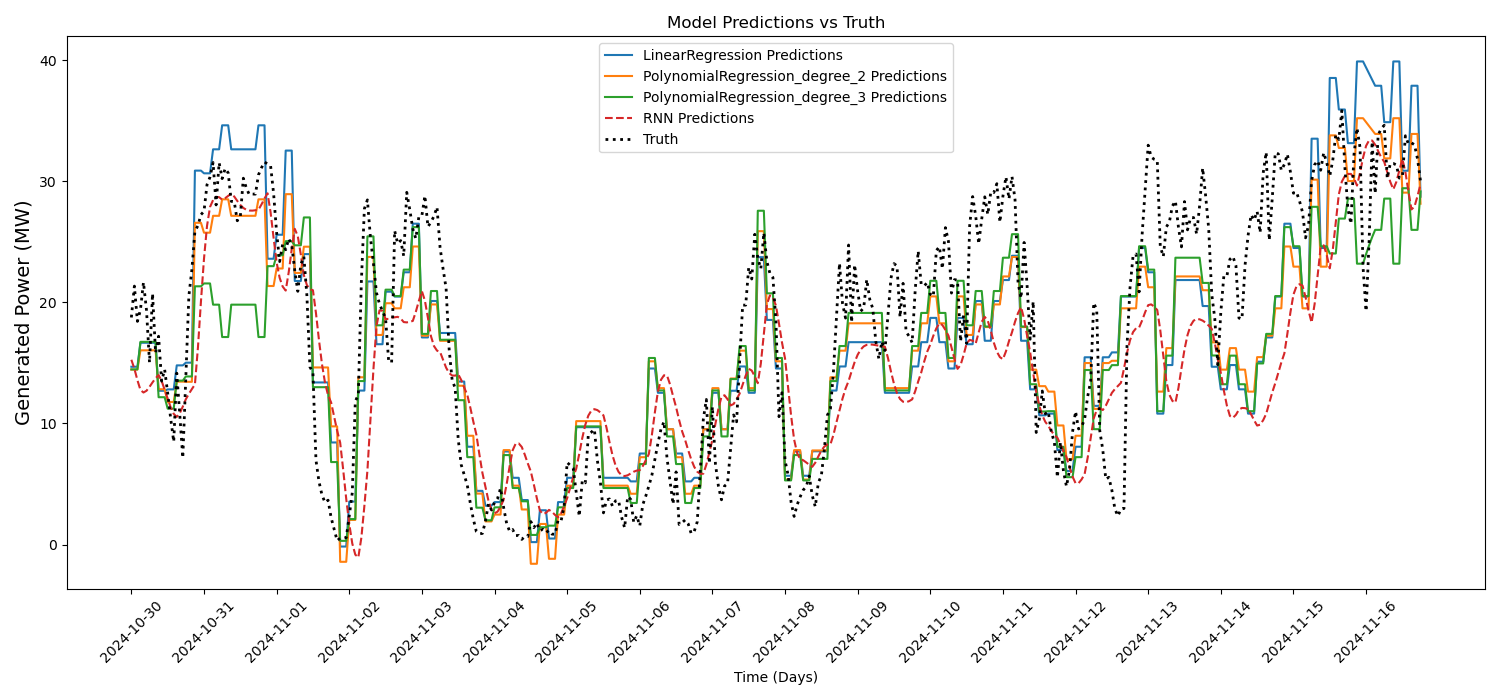 Model Predictions vs Truth
LinearRegression Predictions
PolynomialRegression_degree_2 Predictions
PolynomialRegression_degree_3 Predictions
RNN Predictions
Truth
Generated Power (MW)
40
30
20
10
0
2024-10-30
2024-10-31
2024-11-01
2024-11-02
2024-11-03
2024-11-04
2024-11-05
2024-11-06
2024-11-07
2024-11-08
2024-11-09
2024-11-10
2024-11-11
2024-11-12
2024-11-13
2024-11-14
2024-11-15
2024-11-16
Time (Days)